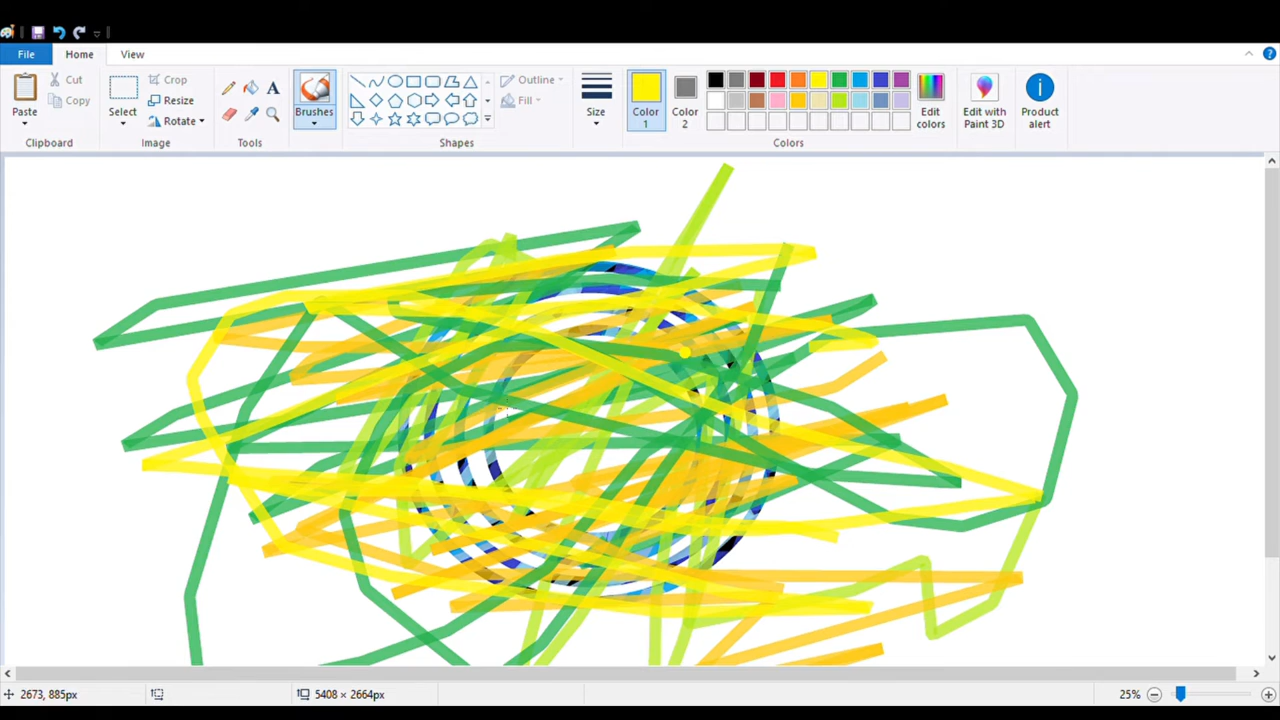 File Home View
Paste
Cut
Copy
Clipboard
Select
Crop
Resize
Rotate
Image
Tools
Brushes
Shapes
Outline
Fill
Size
Color
1
Color
2
Edit
colors
Colors
Edit with
Paint 3D
Product
alert
2673, 885px
5408 × 2664px
25%